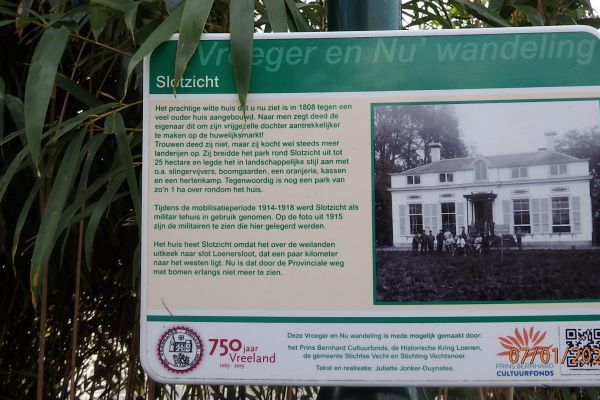 'Vroeger en Nu' wandeling
Slotzicht
Het prachtige witte huis dat u nu ziet is in 1808 tegen een
veel ouder huis aangebouwd. Naar men zegt deed de
eigenaar dit om zijn vrijgezelle dochter aantrekkelijker
te maken op de huwelijksmarkt!
Trouwen deed zij niet, maar zij kocht wel steeds meer
landerijen op. Zij breidde het park rond Slotzicht uit tot
25 hectare en legde het in landschappelijke stijl aan met
o.a. slingervijvers, boomgaarden, een oranjerie, kassen
en een hertenkamp. Tegenwoordig is nog een park van
zo'n 1 ha over rondom het huis.
Tijdens de mobilisatieperiode 1914-1918 werd Slotzicht als
militair tehuis in gebruik genomen. Op de foto uit 1915
zijn de militairen te zien die hier gelegerd werden.
Het huis heet Slotzicht omdat het over de weilanden
uitkeek naar slot Loenersloot, dat een paar kilometer
naar het westen ligt. Nu is dat door de Provinciale weg
met bomen erlangs niet meer te zien.
750 jaar
Vreeland
1265 - 2015
Deze Vroeger en Nu wandeling is mede mogelijk gemaakt door:
het Prins Bernhard Cultuurfonds, de Historische Kring Loenen,
de gemeente Stichtse Vecht en Stichting Vechtsnoer.
Tekst en realisatie: Juliette Jonker-Duynstee.
PRINS BERNHARD
CULTUURFONDS
07/01/202